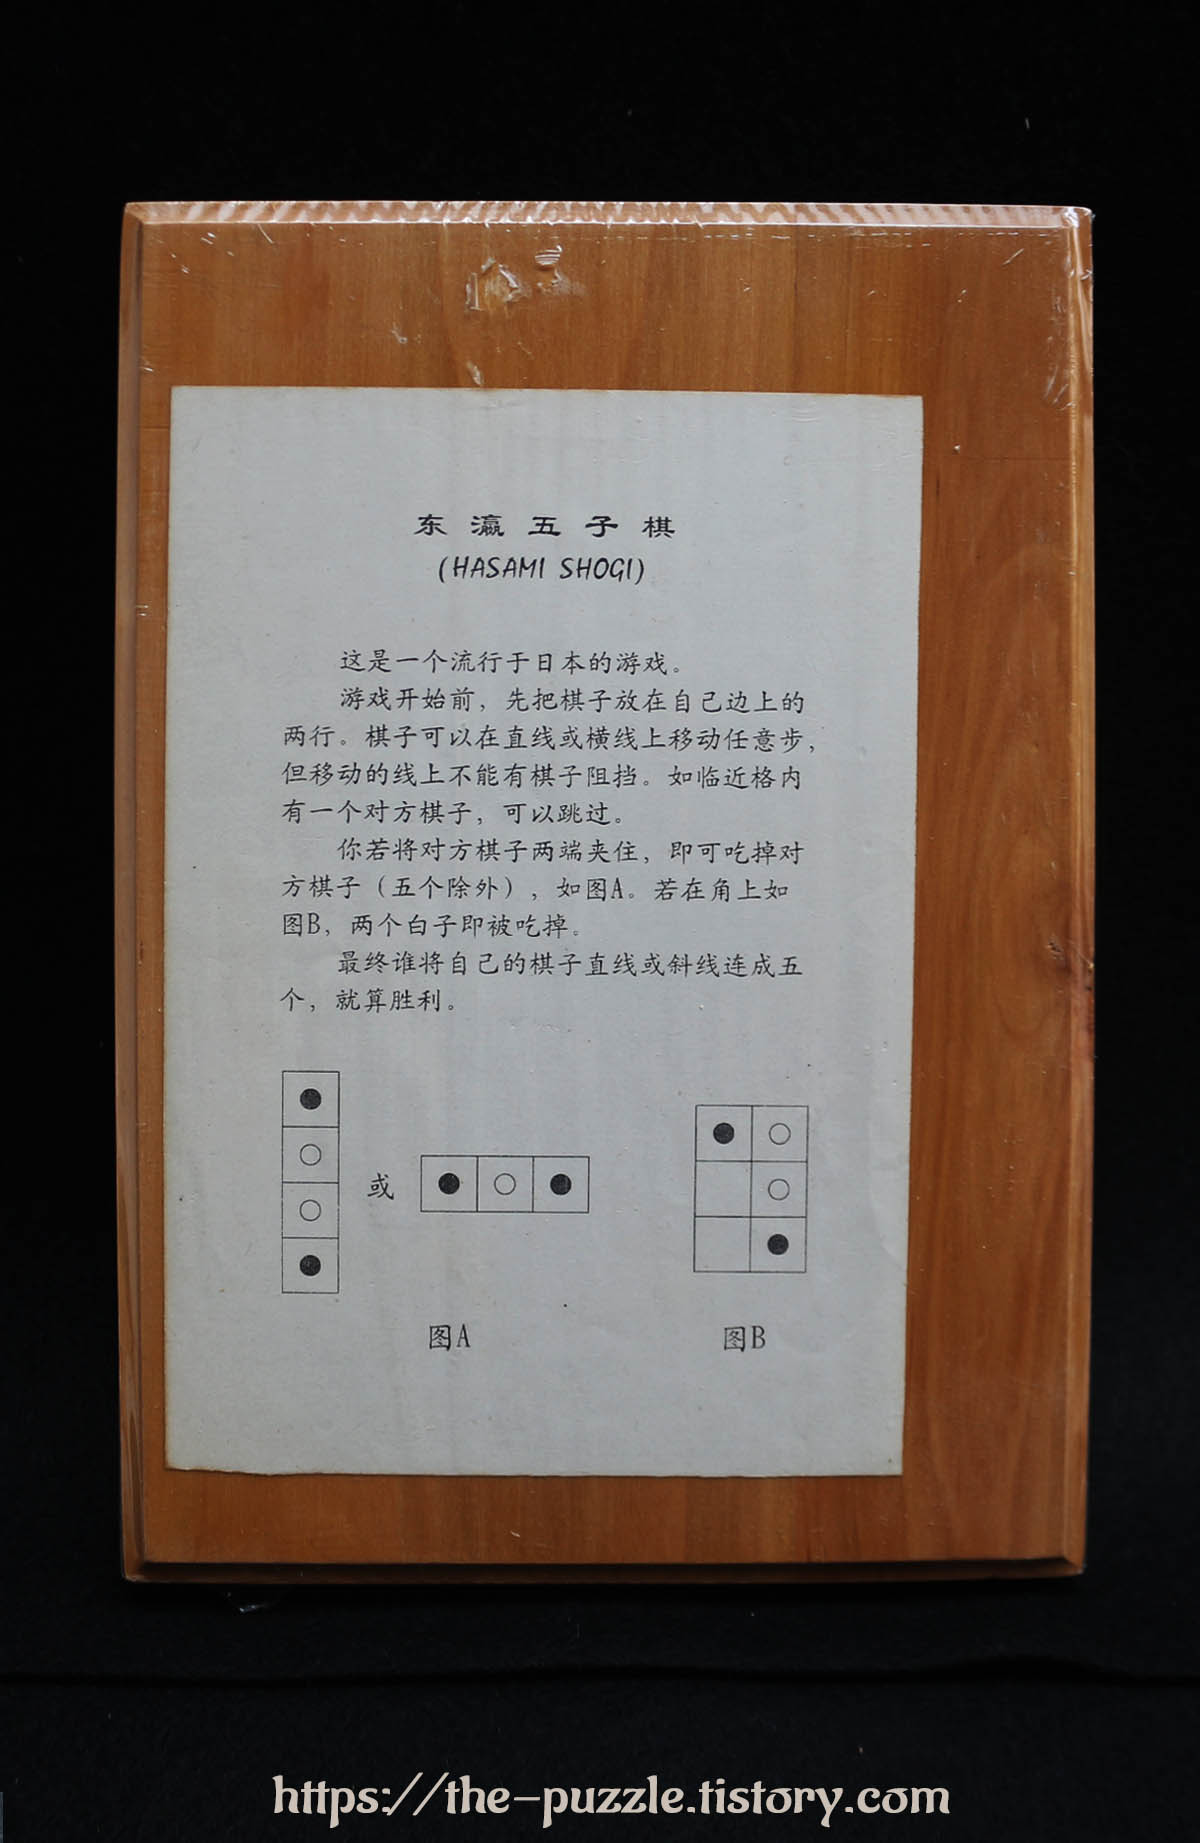 东瀛五子棋
(HASAMI SHOGI)
这是一个流行于日本的游戏。
游戏开始前，先把棋子放在自己边上的
两行。棋子可以在直线或横线上移动任意步，
但移动的线上不能有棋子阻挡。如临近格内
有一个对方棋子，可以跳过。
你若将对方棋子两端夹住，即可吃掉对
方棋子（五个除外），如图A。若在角上如
图B，两个白子即被吃掉。
最终谁将自己的棋子直线或斜线连成五
个，就算胜利。
或
图A
图B
https://the-puzzle.tistory.com